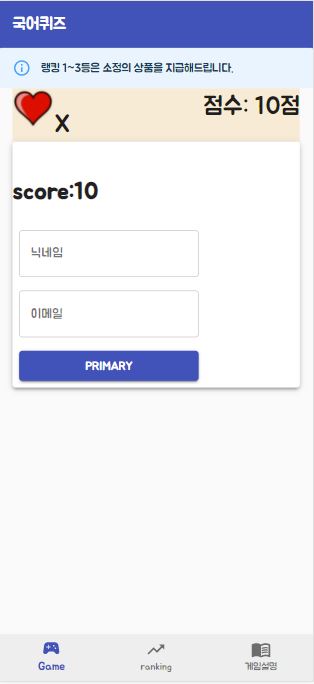 국어퀴즈
랭킹 1~3등은 소정의 상품을 지급해드립니다.
X
점수: 10점
score:10
닉네임
이메일
PRIMARY
Game
ranking
게임설명